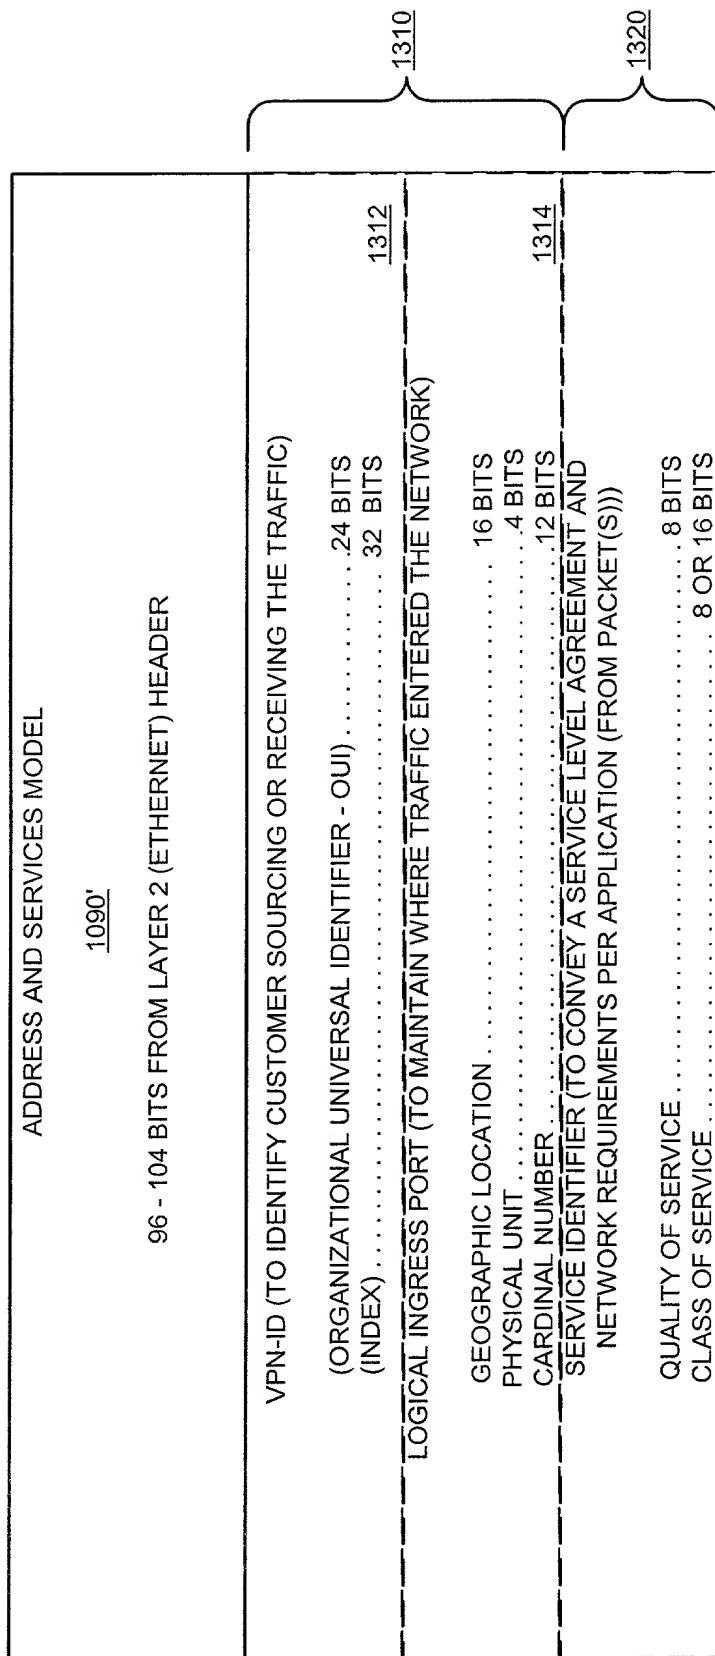 ADDRESS AND SERVICES MODEL
1090'
96 - 104 BITS FROM LAYER 2 (ETHERNET) HEADER
VPN-ID (TO IDENTIFY CUSTOMER SOURCING OR RECEIVING THE TRAFFIC)
(ORGANIZATIONAL UNIVERSAL IDENTIFIER - OUI) . . . . . . . . . . .24 BITS
(INDEX) . . . . . . . . . . . . . . . . . . . . . . . . . . . . . . . . . . . . 32 BITS
1312
LOGICAL INGRESS PORT (TO MAINTAIN WHERE TRAFFIC ENTERED THE NETWORK)
GEOGRAPHIC LOCATION . . . . . . . . . . . . . . . . . . . . . . . . . . . . . . . . . 16 BITS
PHYSICAL UNIT . . . . . . . . . . . . . . . . . . . . . . . . . . . . . . . . . . . . . . . . 4 BITS
CARDINAL NUMBER . . . . . . . . . . . . . . . . . . . . . . . . . . . . . . . . . . . .12 BITS
1314
1310
SERVICE IDENTIFIER (TO CONVEY A SERVICE LEVEL AGREEMENT AND
NETWORK REQUIREMENTS PER APPLICATION (FROM PACKET(S)))
QUALITY OF SERVICE . . . . . . . . . . . . . . . . . . . . . . . . . . . . . . . . . . 8 BITS
CLASS OF SERVICE . . . . . . . . . . . . . . . . . . . . . . . . . . . . . 8 OR 16 BITS
1320